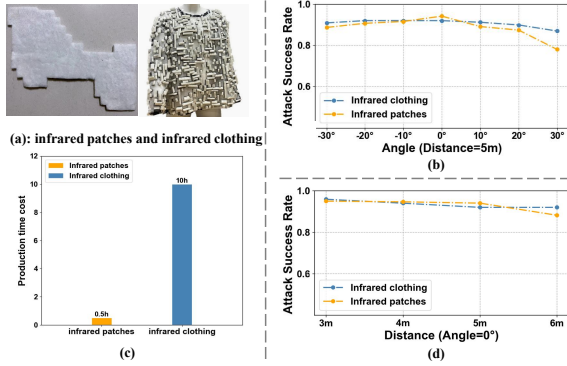 (a): infrared patches and infrared clothing
1.0
0.8
0.6
Attack Success Rate
Infrared clothing
Infrared patches
-30° -20° -10° 0° 10° 20° 30°
Angle (Distance=5m)
(b)
12
10
8
6
4
2
0
Production time cost
Infrared patches
Infrared clothing
0.5h
10h
infrared patches infrared clothing
(c)
1.0
0.8
0.6
Attack Success Rate
Infrared clothing
Infrared patches
3m 4m 5m 6m
Distance (Angle=0°)
(d)